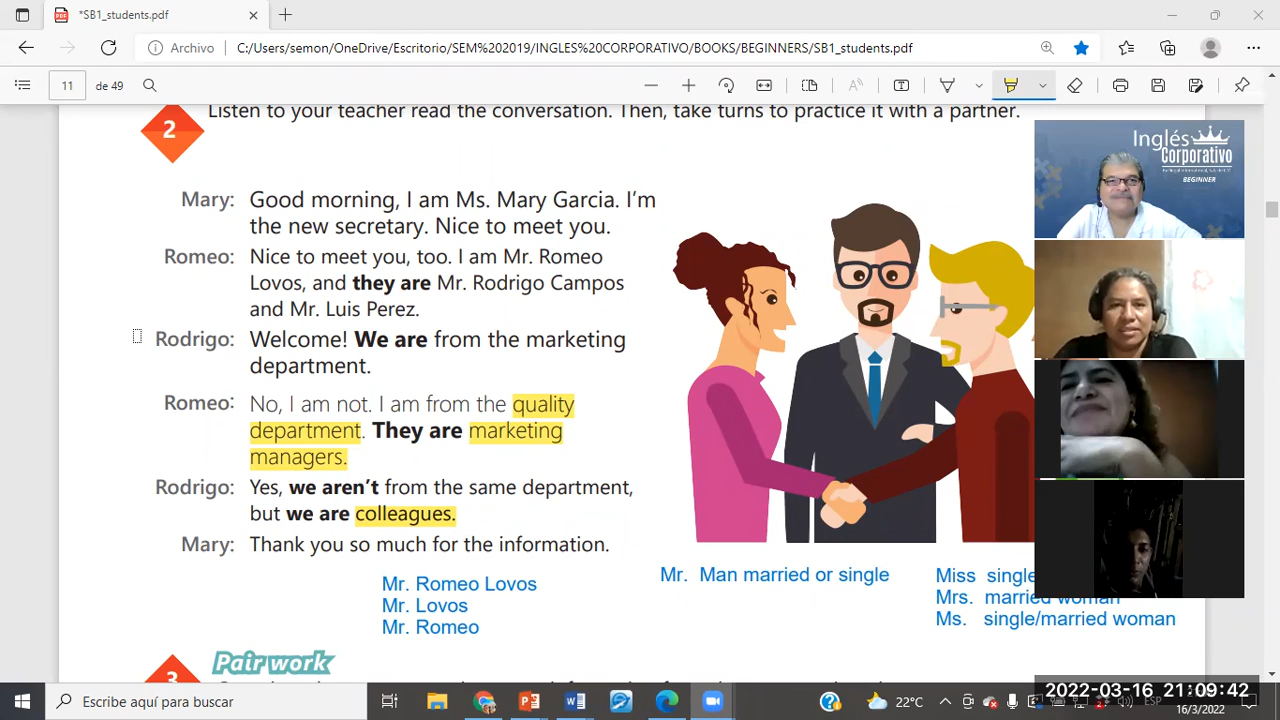 *SB1_students.pdf
Archivo
C:/Users/semon/OneDrive/Escritorio/SEM%202019/INGLES%20CORPORATIVO/BOOKS/BEGINNERS/SB1_students.pdf
11 de 49
2
Listen to your teacher read the conversation. Then, take turns to practice it with a partner.
Mary: Good morning, I am Ms. Mary Garcia. I'm
the new secretary. Nice to meet you.
Romeo: Nice to meet you, too. I am Mr. Romeo
Lovos, and they are Mr. Rodrigo Campos
and Mr. Luis Perez.
Rodrigo: Welcome! We are from the marketing
department.
Romeo: No, I am not. I am from the quality
department. They are marketing
managers.
Rodrigo: Yes, we aren't from the same department,
but we are colleagues.
Mary: Thank you so much for the information.
Mr. Romeo Lovos
Mr. Lovos
Mr. Romeo
Mr. Man married or single
Miss single
Mrs. married woman
Ms. single/married woman
Inglés
Corporativo
BEGINNER
3
Pair work
Escribe aquí para buscar
22°C
ESP
2022-03-16 21:09:42
16/3/2022